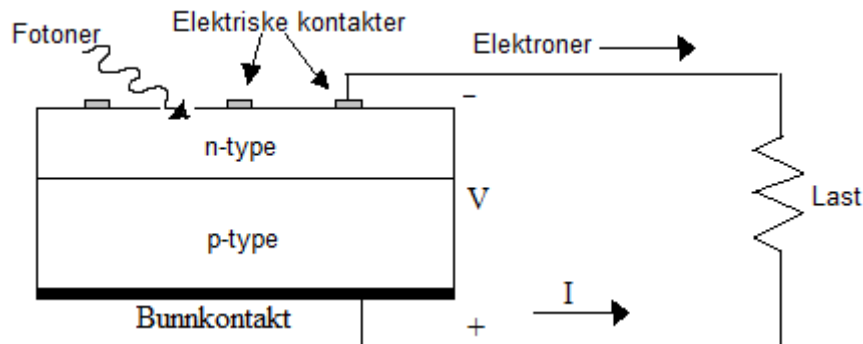 Fotoner
Elektriske kontakter
Elektroner
–
n-type
V
Last
p-type
I
Bunnkontakt
+